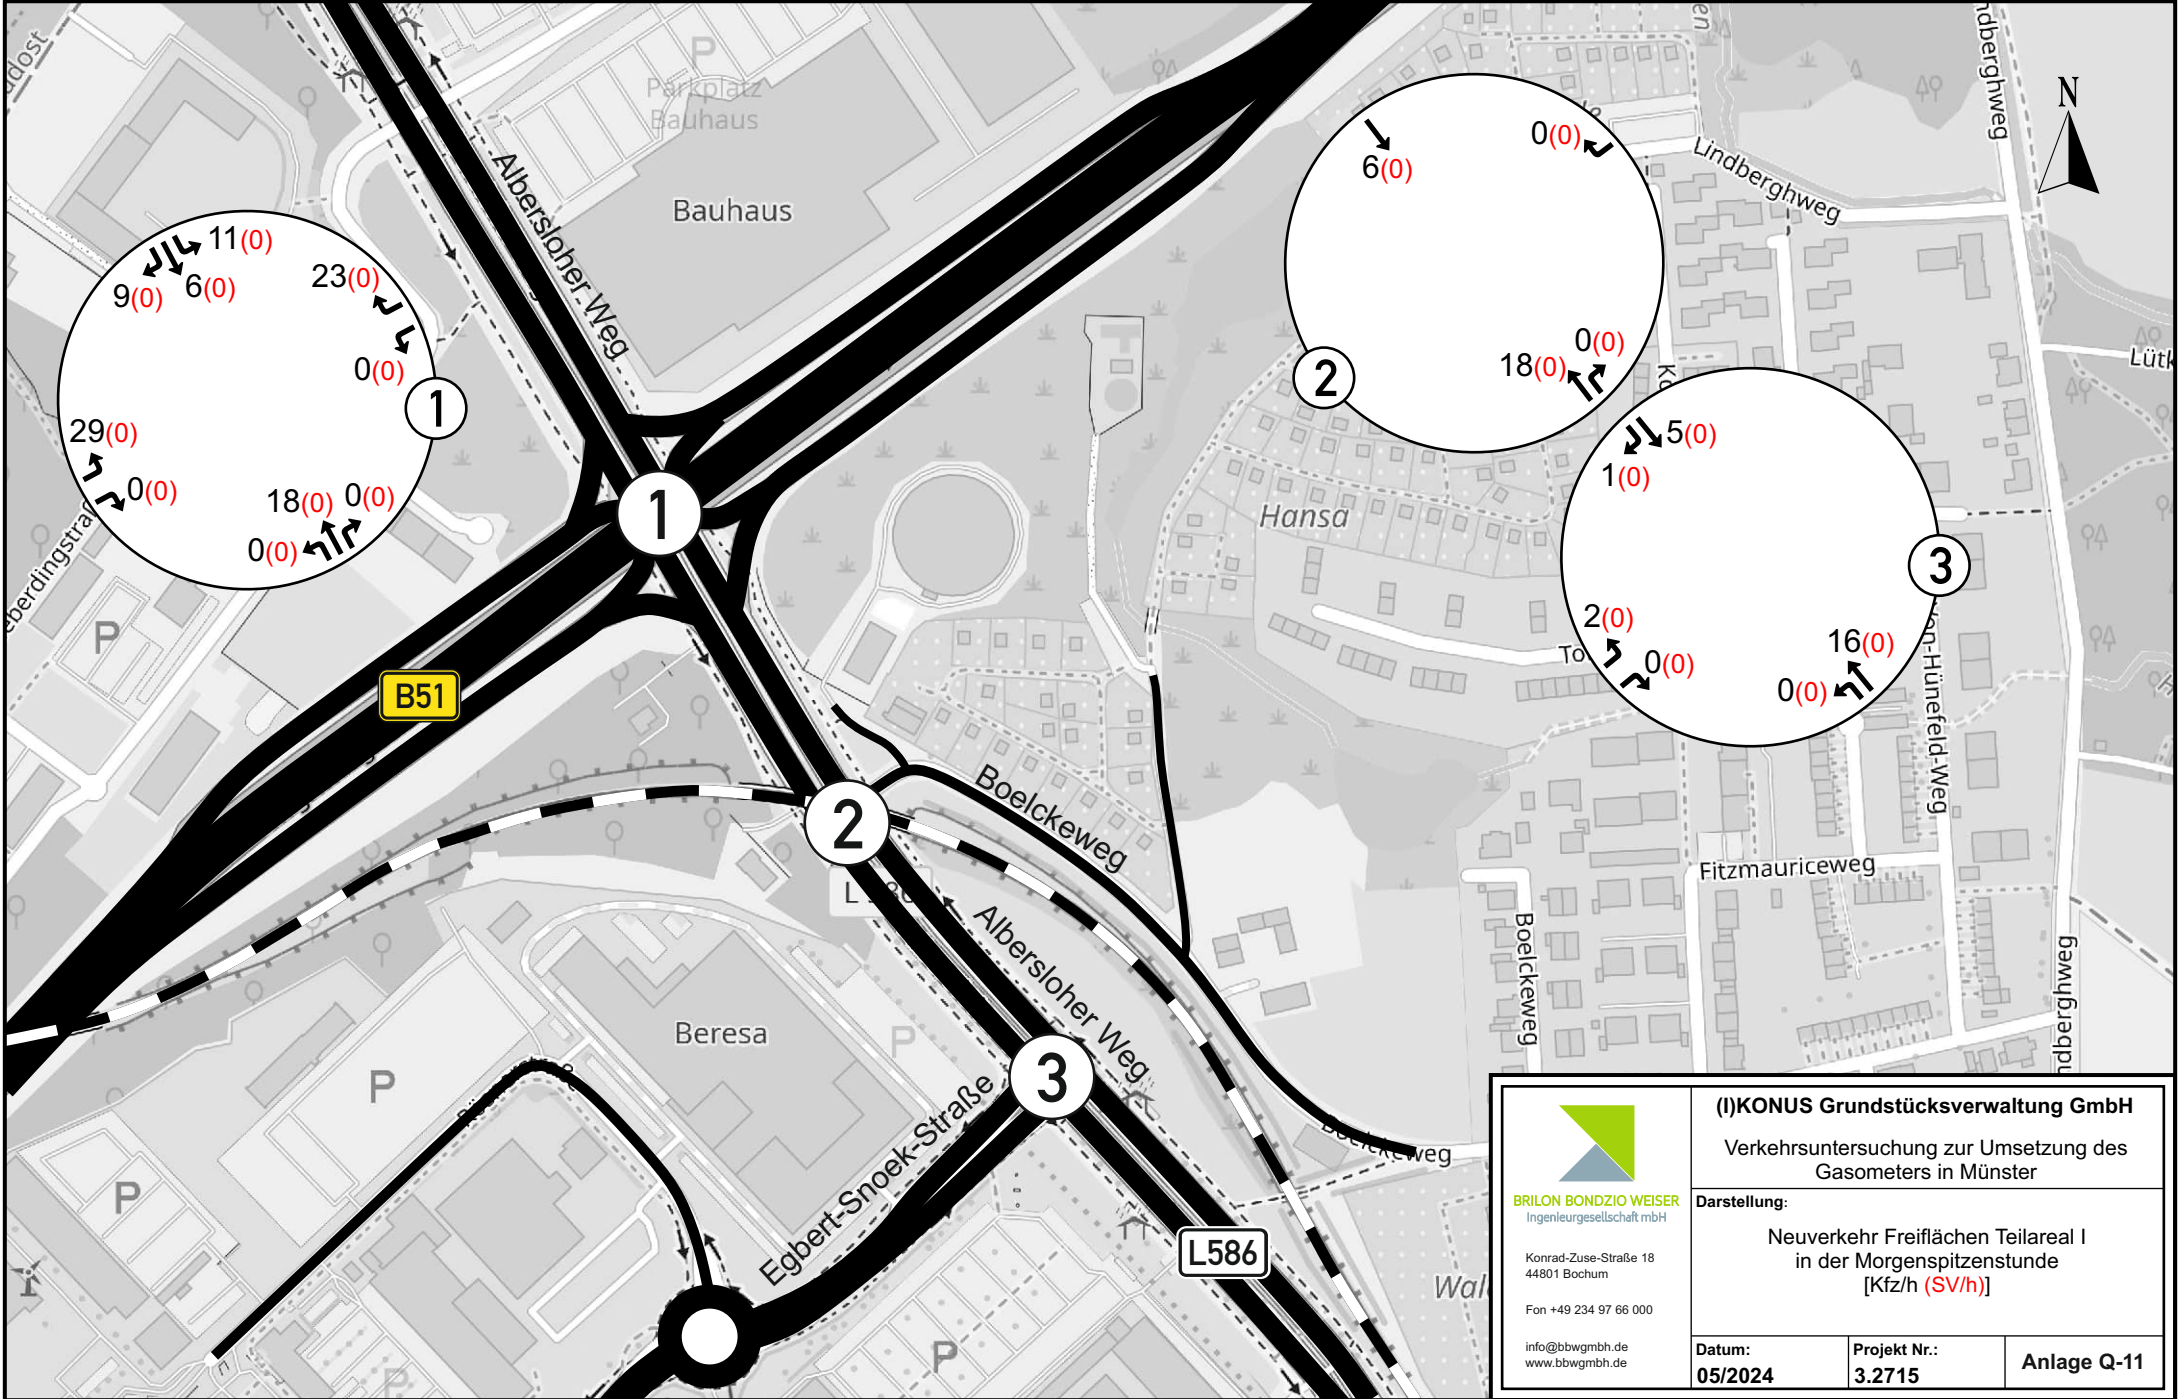 P
Parkplatz
Bauhaus
Bauhaus
Albersloher Weg
N
Lindberghweg
Lindberghweg
11(0)
9(0)
6(0)
23(0)
0(0)
29(0)
0(0)
18(0)
0(0)
0(0)
1
0(0)
6(0)
0(0)
18(0)
2
5(0)
1(0)
2(0)
0(0)
16(0)
0(0)
3
1
Hansa
P
B51
2
Boelckeweg
Fitzmauriceweg
Boelckeweg
Albersloher Weg
Beresa
P
P
3
Egbert-Snoek-Straße
P
L586
P
P
Boelckeweg
BRILON BONDZIO WEISER
Ingenieurgesellschaft mbH
Konrad-Zuse-Straße 18
44801 Bochum
Fon +49 234 97 66 000
info@bbwgmbh.de
www.bbwgmbh.de
(I)KONUS Grundstücksverwaltung GmbH
Verkehrsuntersuchung zur Umsetzung des
Gasometers in Münster
Darstellung:
Neuverkehr Freiflächen Teilareal I
in der Morgenspitzenstunde
[Kfz/h (SV/h)]
Datum:
05/2024
Projekt Nr.:
3.2715
Anlage Q-11